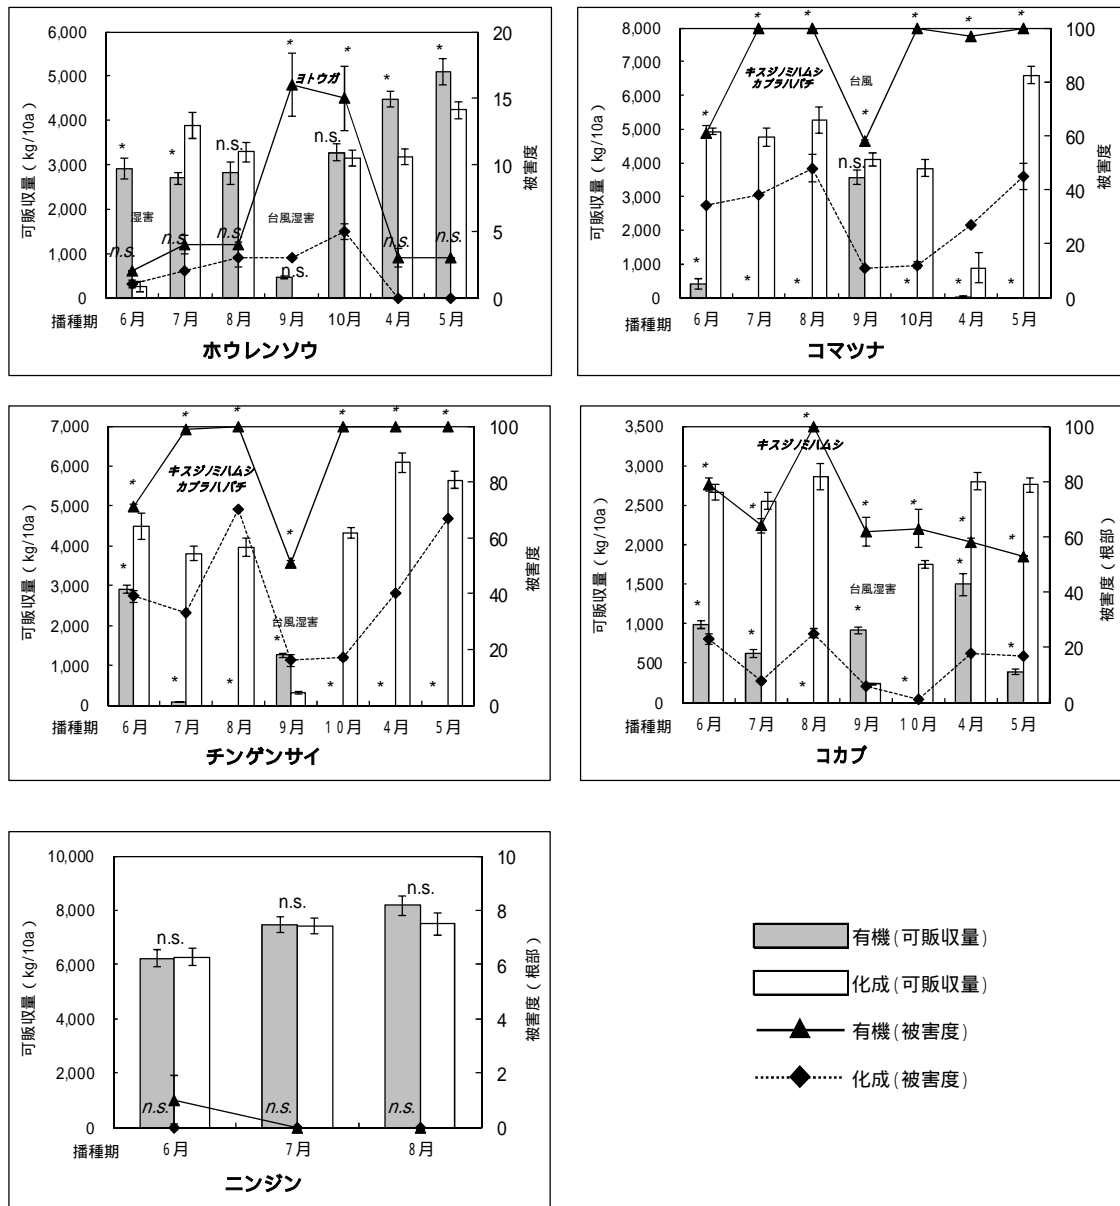 6,000
5,000
4,000
3,000
2,000
1,000
0
可販収量（kg/10a）
20
15
10
5
0
被害度
* * n.s. * * * *
ヨトウガ
n.s.
湿害
台風湿害
n.s. n.s. n.s. n.s. n.s. n.s.
播種期 6月 7月 8月 9月 10月 4月 5月
ホウレンソウ
8,000
7,000
6,000
5,000
4,000
3,000
2,000
1,000
0
可販収量（kg/10a）
100
80
60
40
20
0
被害度
* * * * * * *
キスジノミハムシ
カブラハバチ
台風
n.s.
* * * * * *
播種期 6月 7月 8月 9月 10月 4月 5月
コマツナ
7,000
6,000
5,000
4,000
3,000
2,000
1,000
0
可販収量（kg/10a）
100
80
60
40
20
0
被害度
* * * * * * *
キスジノミハムシ
カブラハバチ
台風湿害
* * * * * * *
播種期 6月 7月 8月 9月 10月 4月 5月
チンゲンサイ
3,500
3,000
2,500
2,000
1,500
1,000
500
0
可販収量（kg/10a）
100
80
60
40
20
0
被害度（根部）
* * * * * * *
キスジノミハムシ
台風湿害
* * * * * * *
播種期 6月 7月 8月 9月 10月 4月 5月
コカブ
10,000
8,000
6,000
4,000
2,000
0
可販収量（kg/10a）
10
8
6
4
2
0
被害度（根部）
n.s. n.s. n.s.
n.s. n.s. n.s.
播種期 6月 7月 8月
ニンジン
有機(可販収量)
化成(可販収量)
有機(被害度)
化成(被害度)